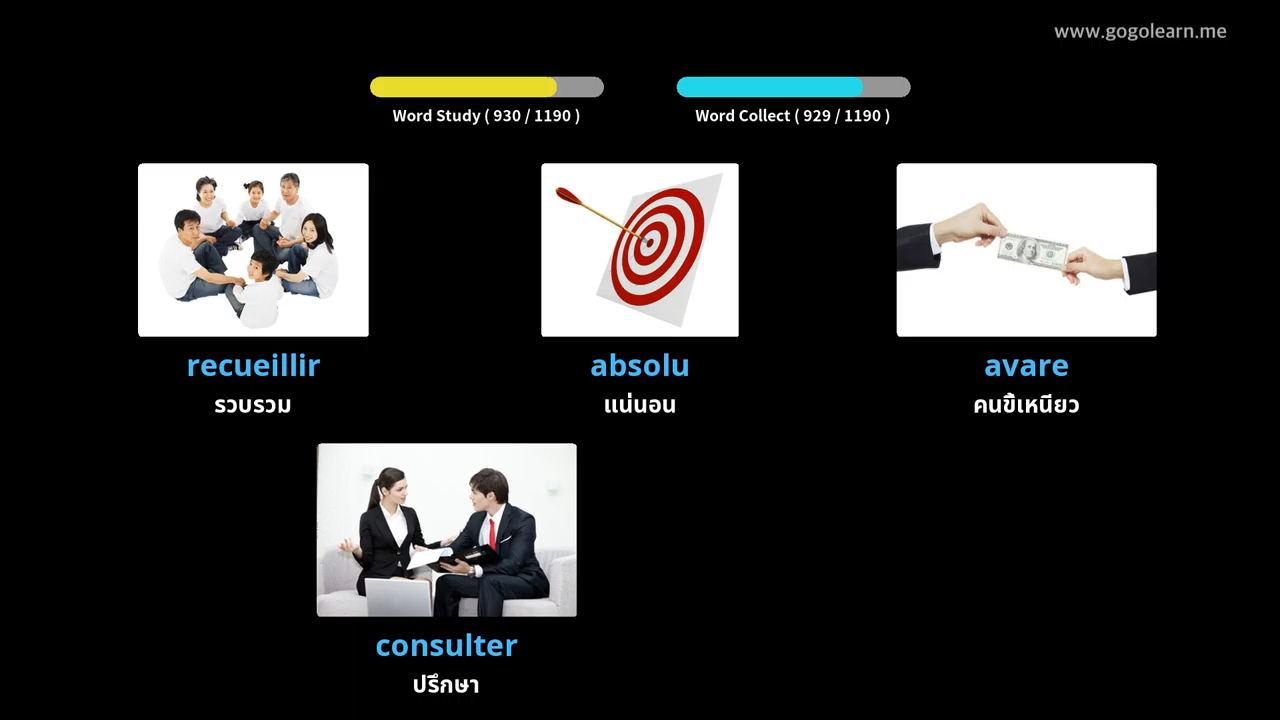 www.gogolearn.me
Word Study ( 930 / 1190 )
Word Collect ( 929 / 1190 )
recueillir
รวบรวม
absolu
แน่นอน
avare
คนขี้เหนียว
consulter
ปรึกษา